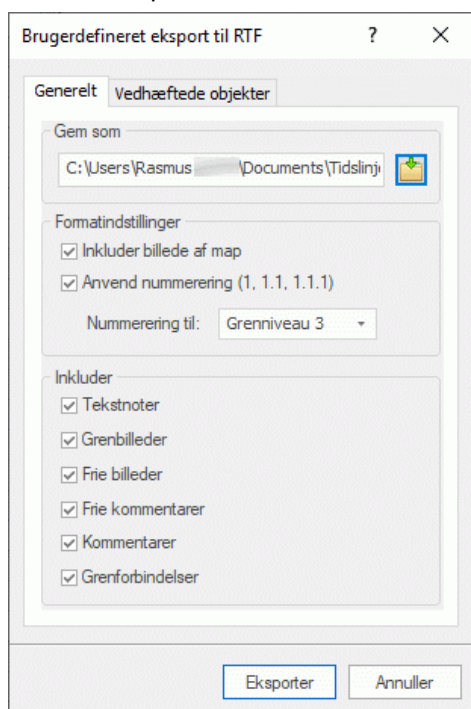 Brugerdefineret eksport til RTF ?
Generelt Vedhæftede objekter
Gem som
C:\Users\Rasmus \Documents\Tidslinj
Formatindstillinger
Inkluder billede af map
Anvend nummerering (1, 1.1, 1.1.1)
Nummerering til: Grenniveau 3
Inkluder
Tekstnoter
Grenbilleder
Frie billeder
Frie kommentarer
Kommentarer
Grenforbindelser
Eksporter Annuller